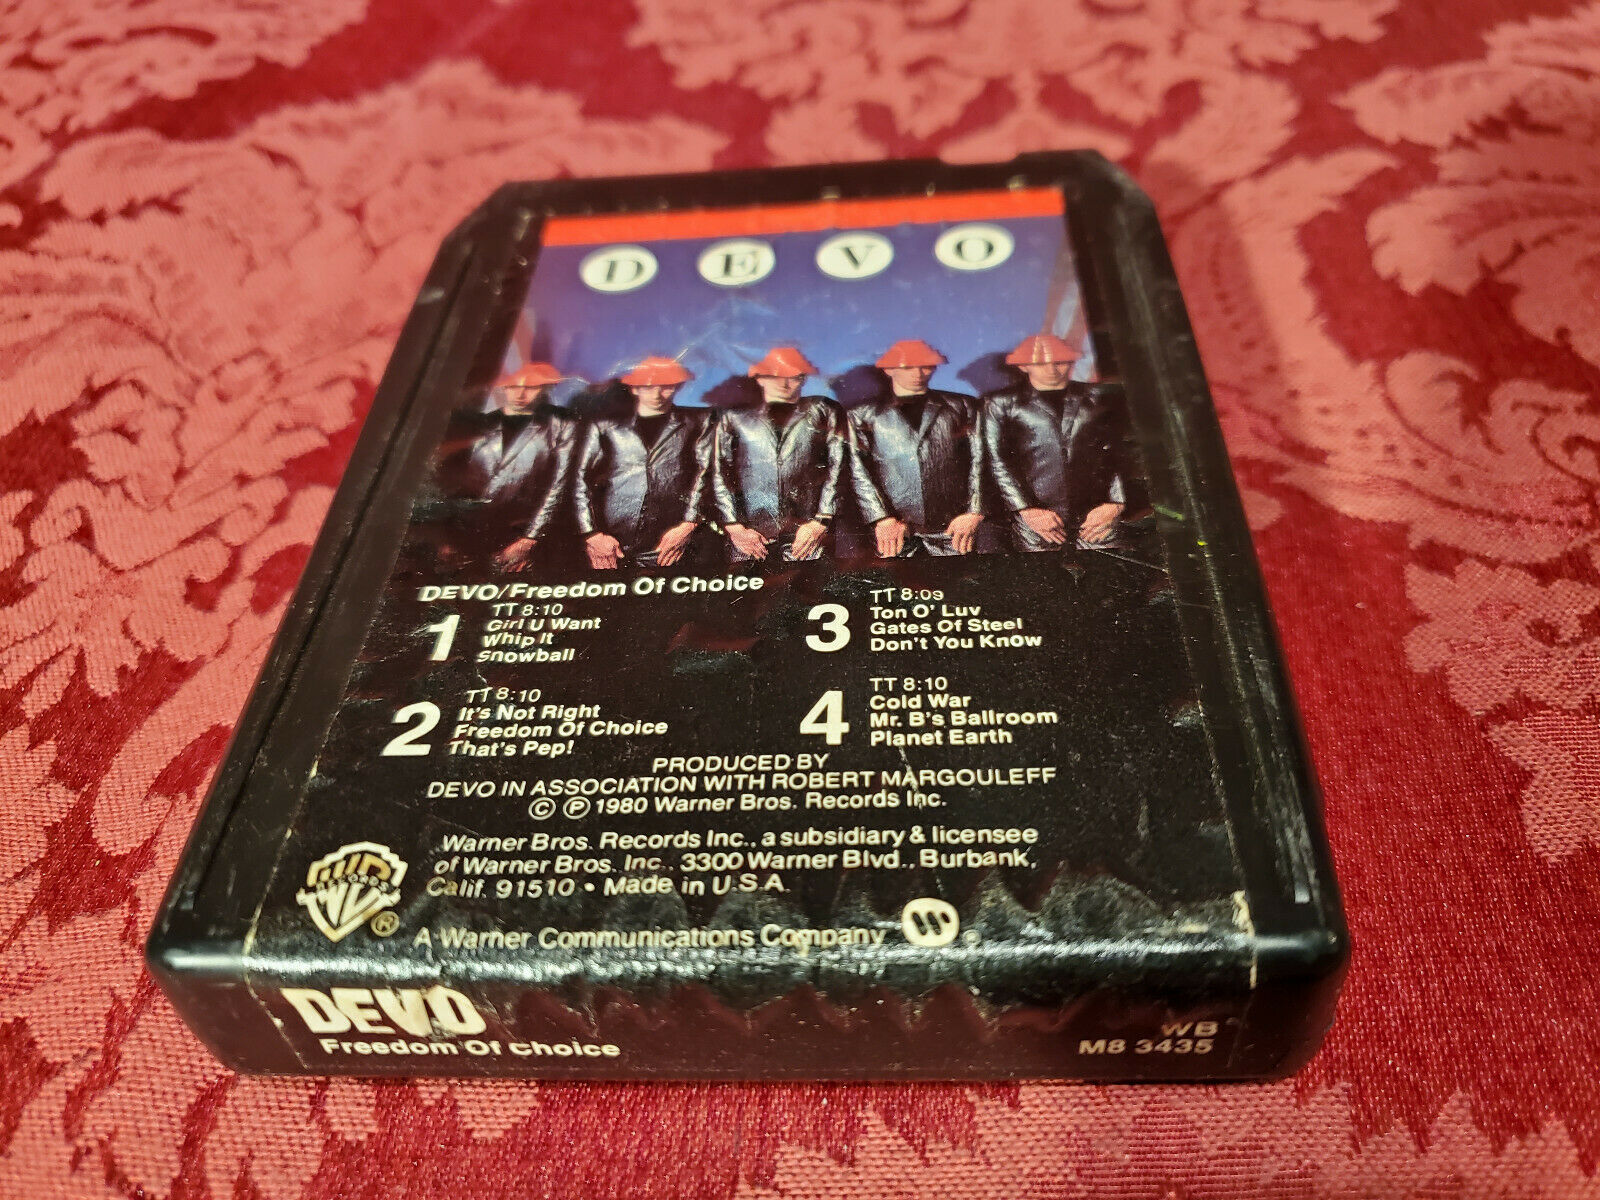 D E V O
DEVO/Freedom Of Choice
1
TT 8:10
Girl U Want
Whip It
Snowball
2
TT 8:10
It's Not Right
Freedom Of Choice
That's Pep!
3
TT 8:09
Ton O' Luv
Gates Of Steel
Don't You Know
4
TT 8:10
Cold War
Mr. B's Ballroom
Planet Earth
PRODUCED BY
DEVO IN ASSOCIATION WITH ROBERT MARGOULEFF
© ℗ 1980 Warner Bros. Records Inc.
Warner Bros. Records Inc., a subsidiary & licensee
of Warner Bros. Inc., 3300 Warner Blvd., Burbank,
Calif. 91510 • Made in U.S.A.
WB
RECORDS
®
A Warner Communications Company
DEVO
Freedom Of Choice
WB
M8 3435